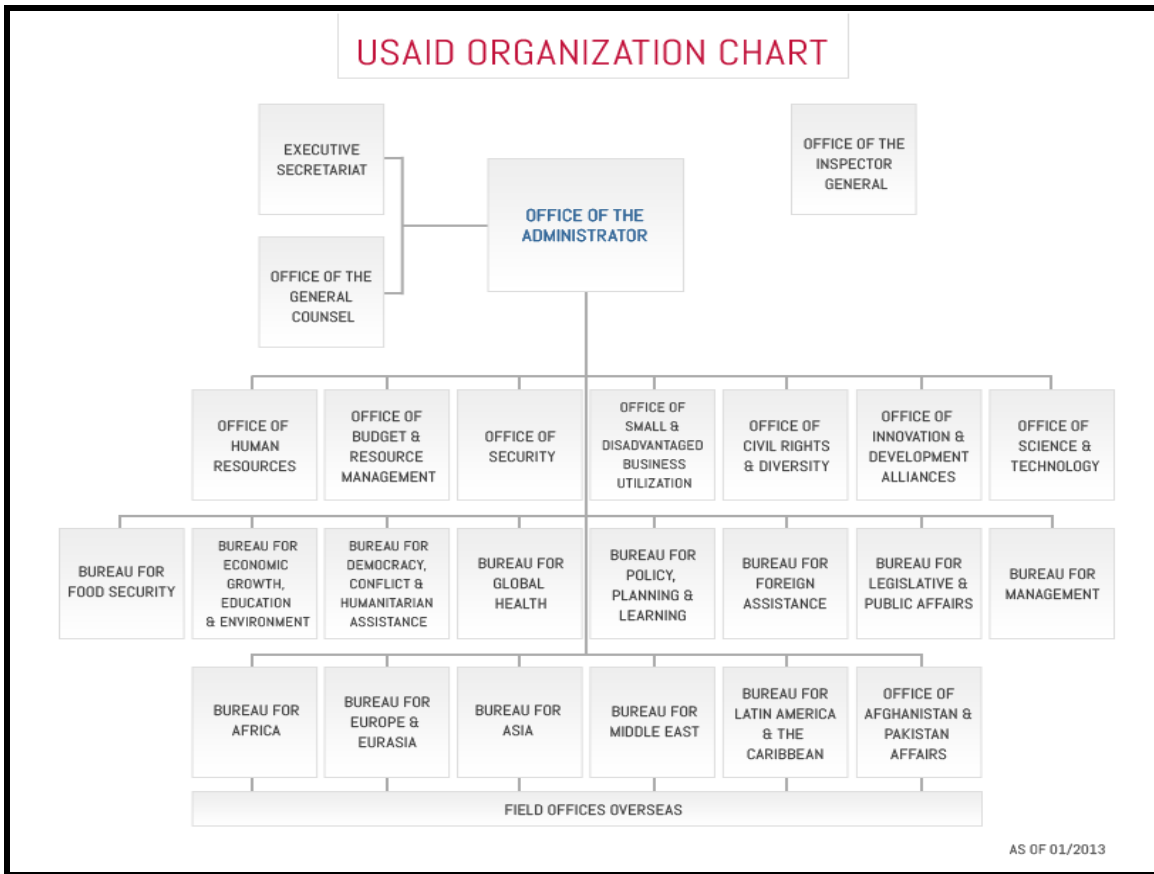 USAID ORGANIZATION CHART
EXECUTIVE
SECRETARIAT
OFFICE OF THE
INSPECTOR
GENERAL
OFFICE OF THE
ADMINISTRATOR
OFFICE OF THE
GENERAL
COUNSEL
OFFICE OF
HUMAN
RESOURCES
OFFICE OF
BUDGET &
RESOURCE
MANAGEMENT
OFFICE OF
SECURITY
OFFICE OF
SMALL &
DISADVANTAGED
BUSINESS
UTILIZATION
OFFICE OF
CIVIL RIGHTS
& DIVERSITY
OFFICE OF
INNOVATION &
DEVELOPMENT
ALLIANCES
OFFICE OF
SCIENCE &
TECHNOLOGY
BUREAU FOR
FOOD SECURITY
BUREAU FOR
ECONOMIC
GROWTH,
EDUCATION
& ENVIRONMENT
BUREAU FOR
DEMOCRACY,
CONFLICT &
HUMANITARIAN
ASSISTANCE
BUREAU FOR
GLOBAL
HEALTH
BUREAU FOR
POLICY,
PLANNING &
LEARNING
BUREAU FOR
FOREIGN
ASSISTANCE
BUREAU FOR
LEGISLATIVE &
PUBLIC AFFAIRS
BUREAU FOR
MANAGEMENT
BUREAU FOR
AFRICA
BUREAU FOR
EUROPE &
EURASIA
BUREAU FOR
ASIA
BUREAU FOR
MIDDLE EAST
BUREAU FOR
LATIN AMERICA
& THE
CARIBBEAN
OFFICE OF
AFGHANISTAN &
PAKISTAN
AFFAIRS
FIELD OFFICES OVERSEAS
AS OF 01/2013